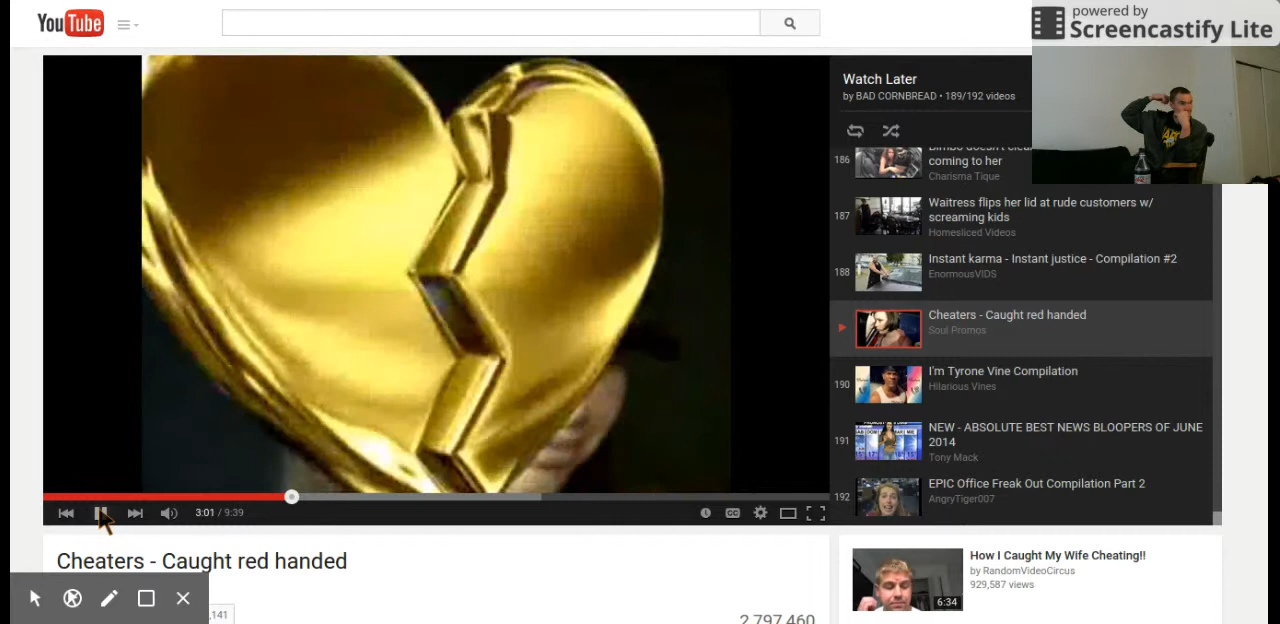 YouTube
powered by
Screencastify Lite
Watch Later
by BAD CORNBREAD • 189/192 videos
186
coming to her
Charisma Tique
187
Waitress flips her lid at rude customers w/
screaming kids
Homesliced Videos
188
Instant karma - Instant justice - Compilation #2
EnormousVIDS
Cheaters - Caught red handed
Soul Promos
190
I'm Tyrone Vine Compilation
Hilarious Vines
191
NEW - ABSOLUTE BEST NEWS BLOOPERS OF JUNE
2014
Tony Mack
192
EPIC Office Freak Out Compilation Part 2
AngryTiger007
3:01 / 9:39
CC
Cheaters - Caught red handed
,141
2,797,460
How I Caught My Wife Cheating!!
by RandomVideoCircus
929,587 views
6:34